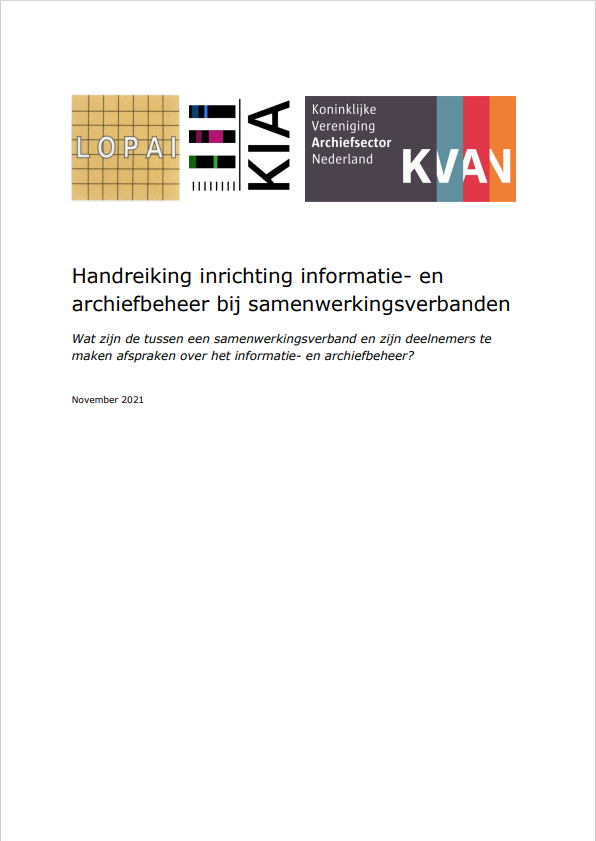 LOPAI
KIA
Koninklijke
Vereniging
Archiefsector
Nederland
KVAN
Handreiking inrichting informatie- en
archiefbeheer bij samenwerkingsverbanden
Wat zijn de tussen een samenwerkingsverband en zijn deelnemers te
maken afspraken over het informatie- en archiefbeheer?
November 2021